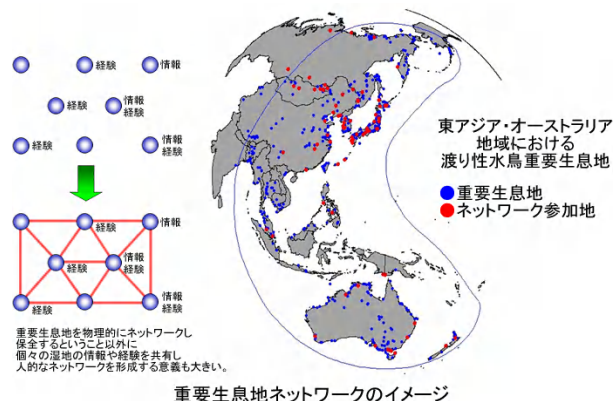 経験
情報
経験
情報
経験
経験
情報
経験
経験
情報
経験
情報
経験
経験
情報
経験
重要生息地を物理的にネットワークし
保全するということ以外に
個々の湿地の情報や経験を共有し
人的なネットワークを形成する意義も大きい。
東アジア・オーストラリア
地域における
渡り性水鳥重要生息地
重要生息地
ネットワーク参加地
重要生息地ネットワークのイメージ